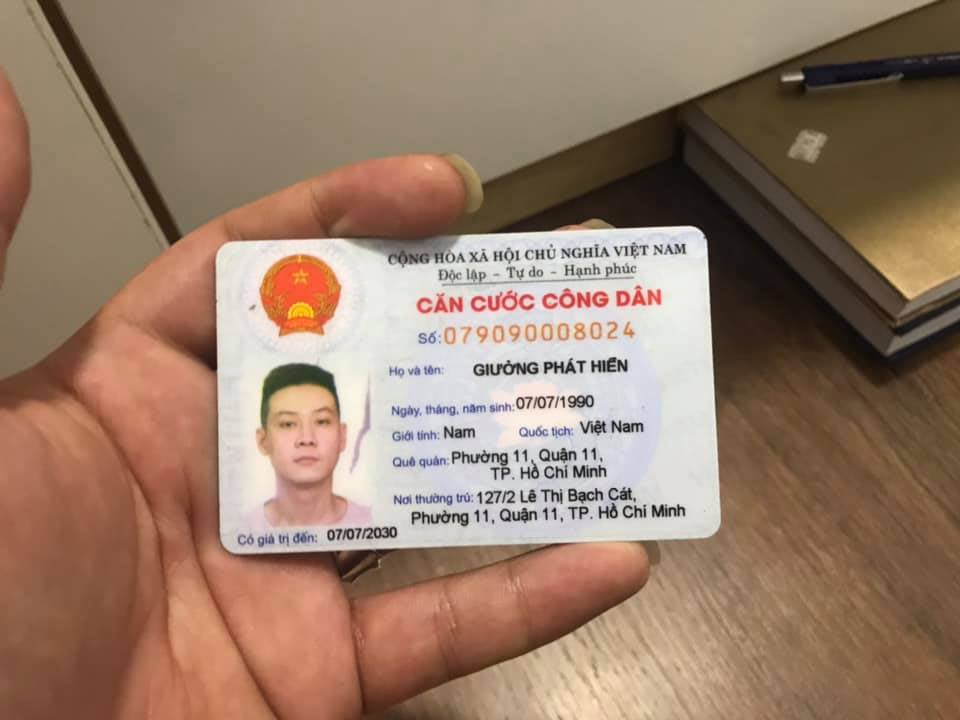 CỘNG HÒA XÃ HỘI CHỦ NGHĨA VIỆT NAM
Độc lập - Tự do - Hạnh phúc
CĂN CƯỚC CÔNG DÂN
Số: 079090008024
Họ và tên: GIƯỞNG PHÁT HIỂN
Ngày, tháng, năm sinh: 07/07/1990
Giới tính: Nam Quốc tịch: Việt Nam
Quê quán: Phường 11, Quận 11,
TP. Hồ Chí Minh
Nơi thường trú: 127/2 Lê Thị Bạch Cát,
Phường 11, Quận 11, TP. Hồ Chí Minh
Có giá trị đến: 07/07/2030